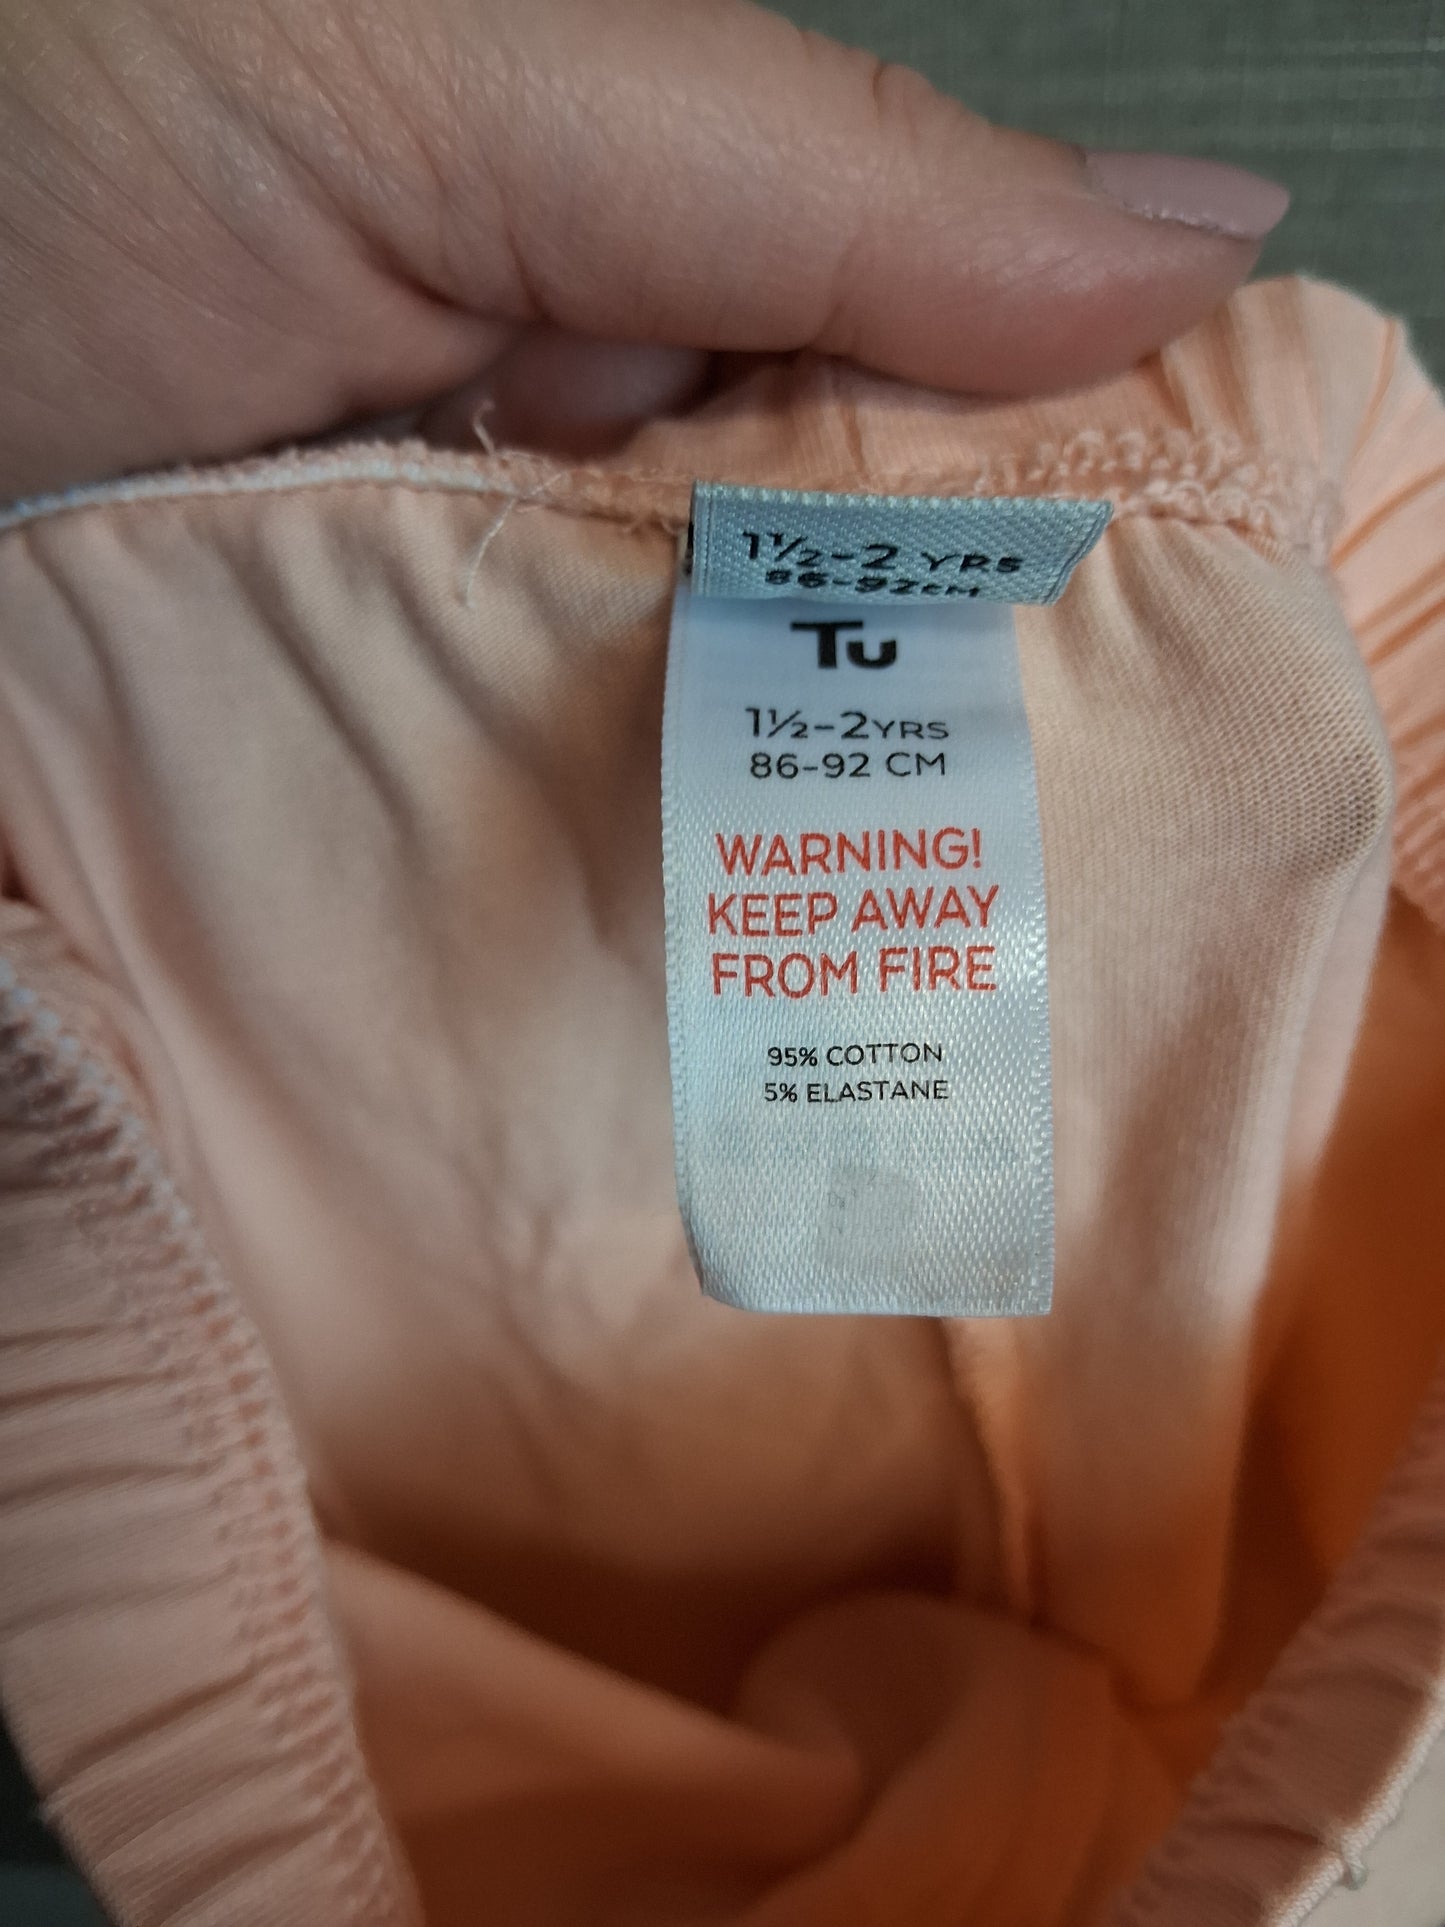 1½-2 YRS
86-92CM
Tu
1½-2YRS
86-92 CM
WARNING!
KEEP AWAY
FROM FIRE
95% COTTON
5% ELASTANE